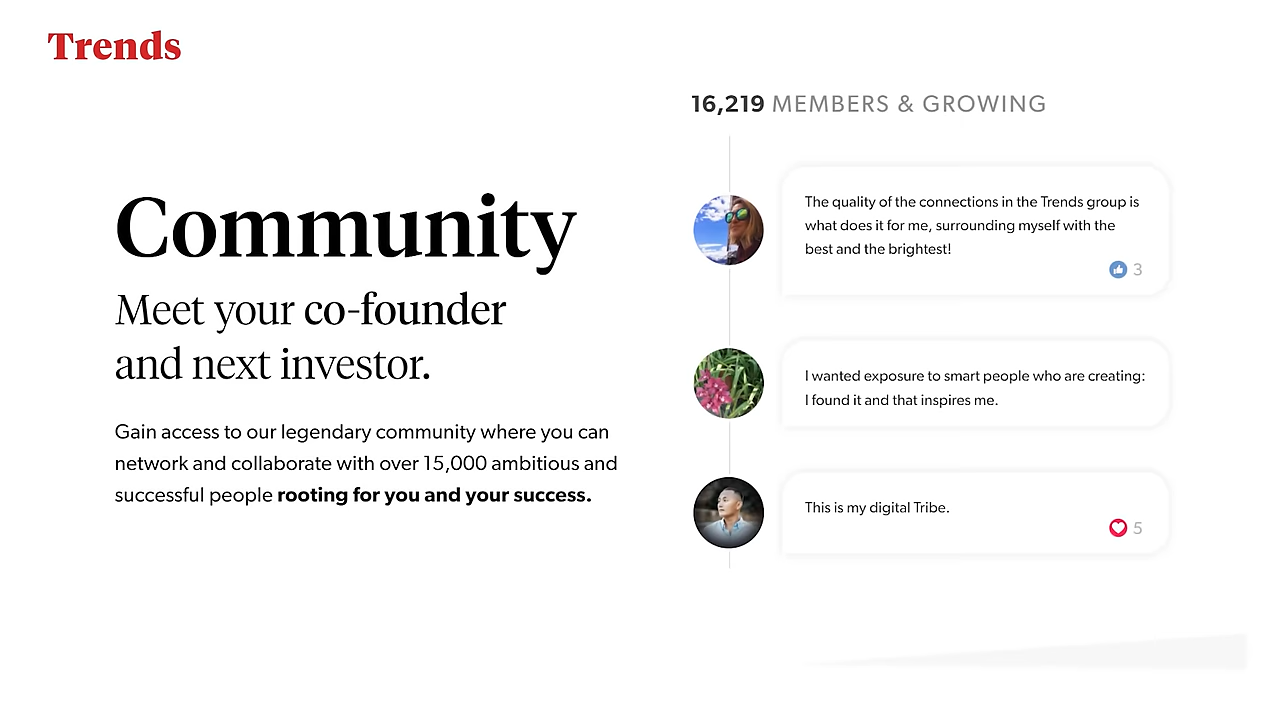 Trends
Community
Meet your co-founder
and next investor.
Gain access to our legendary community where you can
network and collaborate with over 15,000 ambitious and
successful people rooting for you and your success.
16,219 MEMBERS & GROWING
The quality of the connections in the Trends group is
what does it for me, surrounding myself with the
best and the brightest!
3
I wanted exposure to smart people who are creating:
I found it and that inspires me.
This is my digital Tribe.
5